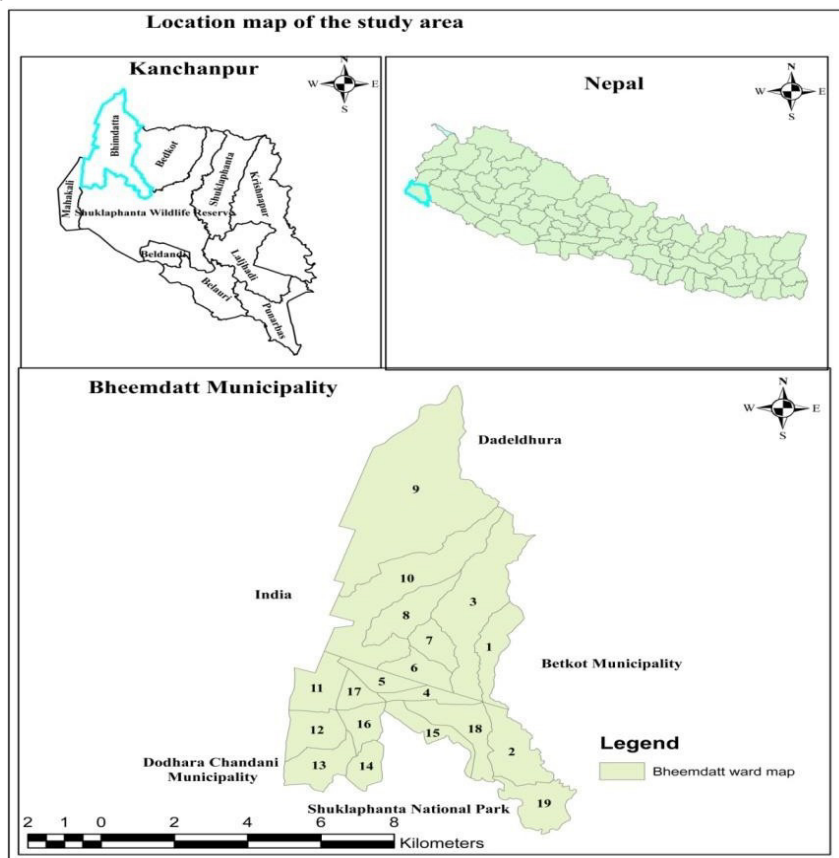 Location map of the study area
Kanchanpur
N
W E
S
Bhimdatta
Bedkot
Shuklaphanta
Krishnapur
Mahakali
Shuklaphanta Wildlife Reserv
Beldandi
Laljhadi
Belauri
Punarbas
Nepal
N
W E
S
Bheemdatt Municipality
N
W E
S
Dadeldhura
9
10
India
3
8
7
1
6
Betkot Municipality
5
11
17
4
16
12
15
18
2
Dodhara Chandani
Municipality
13
14
Legend
Bheemdatt ward map
Shuklaphanta National Park
19
2 1 0 2 4 6 8
Kilometers